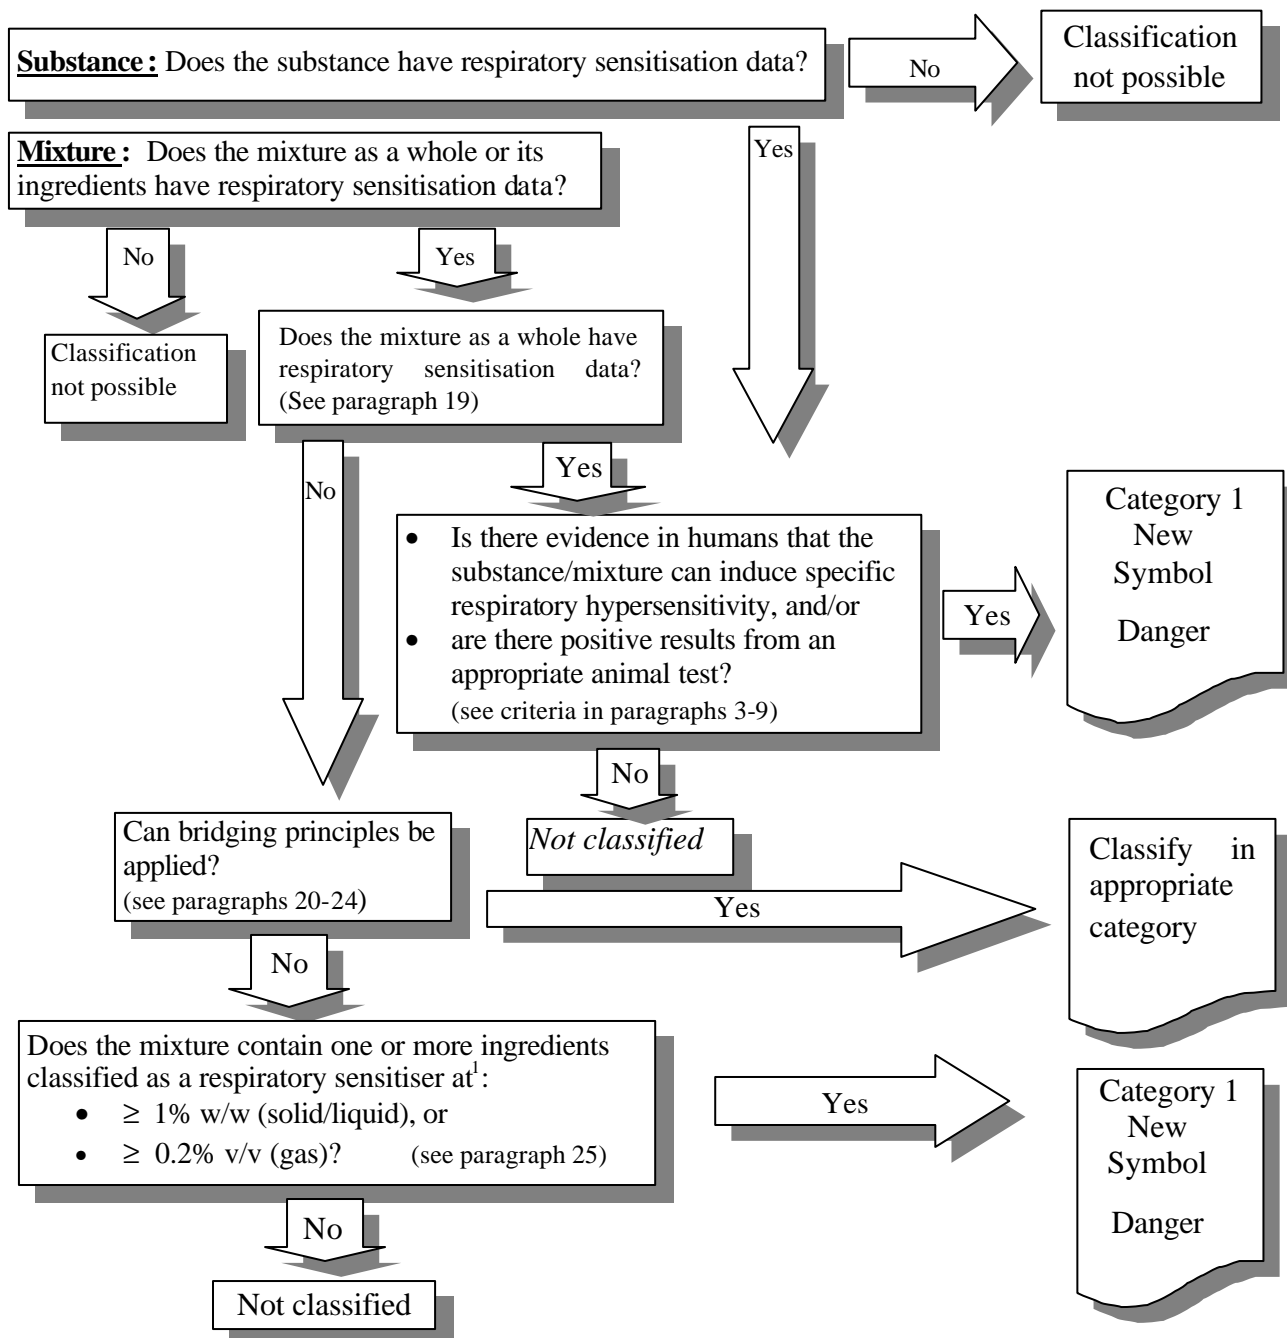 Substance: Does the substance have respiratory sensitisation data?
No
Classification
not possible
Mixture: Does the mixture as a whole or its
ingredients have respiratory sensitisation data?
Yes
No
Yes
Classification
not possible
Does the mixture as a whole have
respiratory sensitisation data?
(See paragraph 19)
No
Yes
• Is there evidence in humans that the
substance/mixture can induce specific
respiratory hypersensitivity, and/or
• are there positive results from an
appropriate animal test?
(see criteria in paragraphs 3-9)
Yes
Category 1
New
Symbol
Danger
No
Not classified
Can bridging principles be
applied?
(see paragraphs 20-24)
Yes
Classify in
appropriate
category
No
Does the mixture contain one or more ingredients
classified as a respiratory sensitiser at¹:
• ≥ 1% w/w (solid/liquid), or
• ≥ 0.2% v/v (gas)? (see paragraph 25)
Yes
Category 1
New
Symbol
Danger
No
Not classified